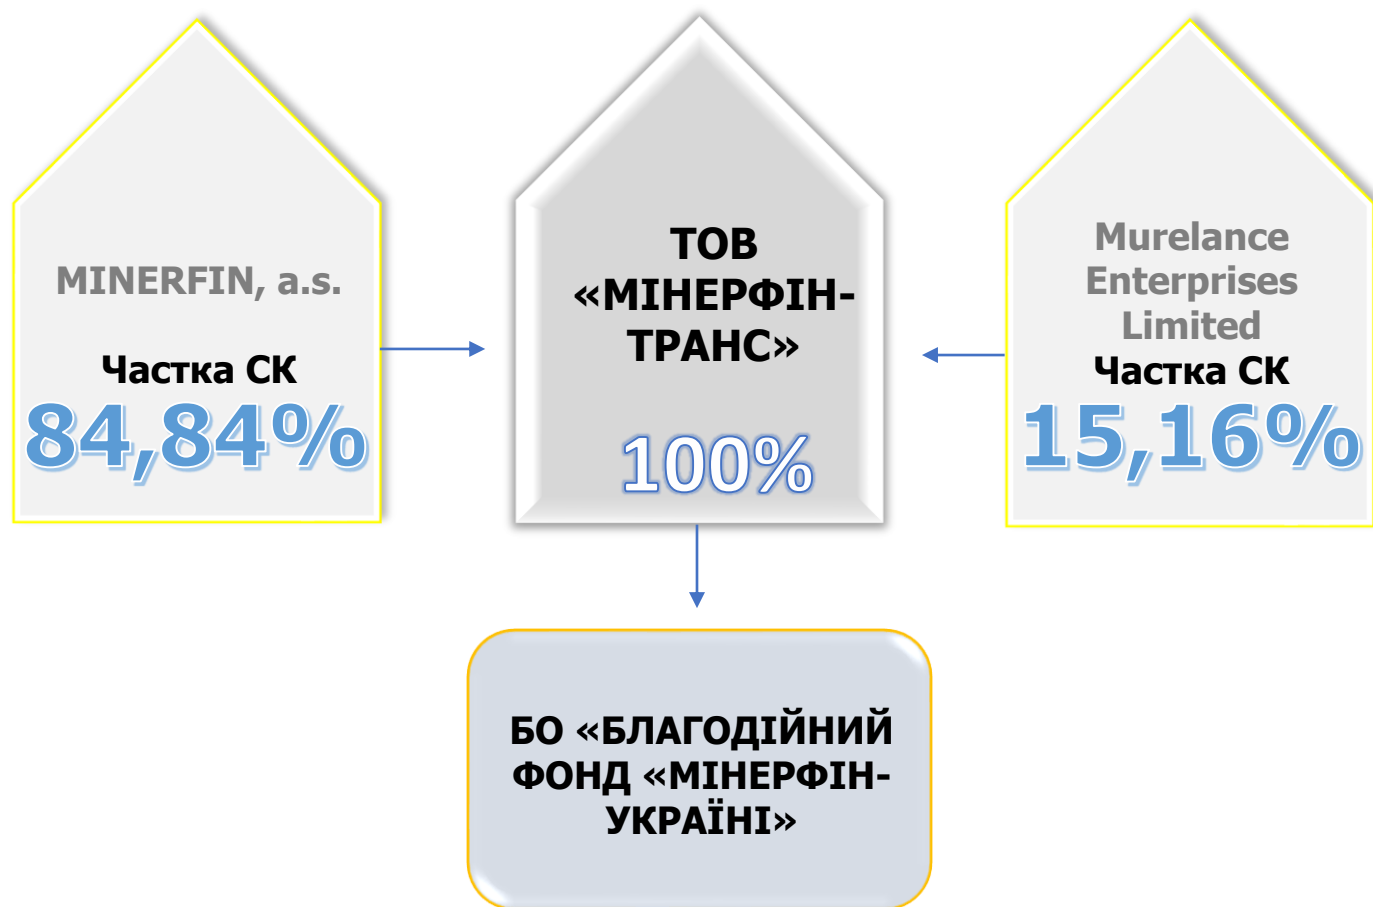 MINERFIN, a.s.
Частка СК
84,84%
ТОВ
«МІНЕРФІН-
ТРАНС»
100%
Murelance
Enterprises
Limited
Частка СК
15,16%
БО «БЛАГОДІЙНИЙ
ФОНД «МІНЕРФІН-
УКРАЇНІ»